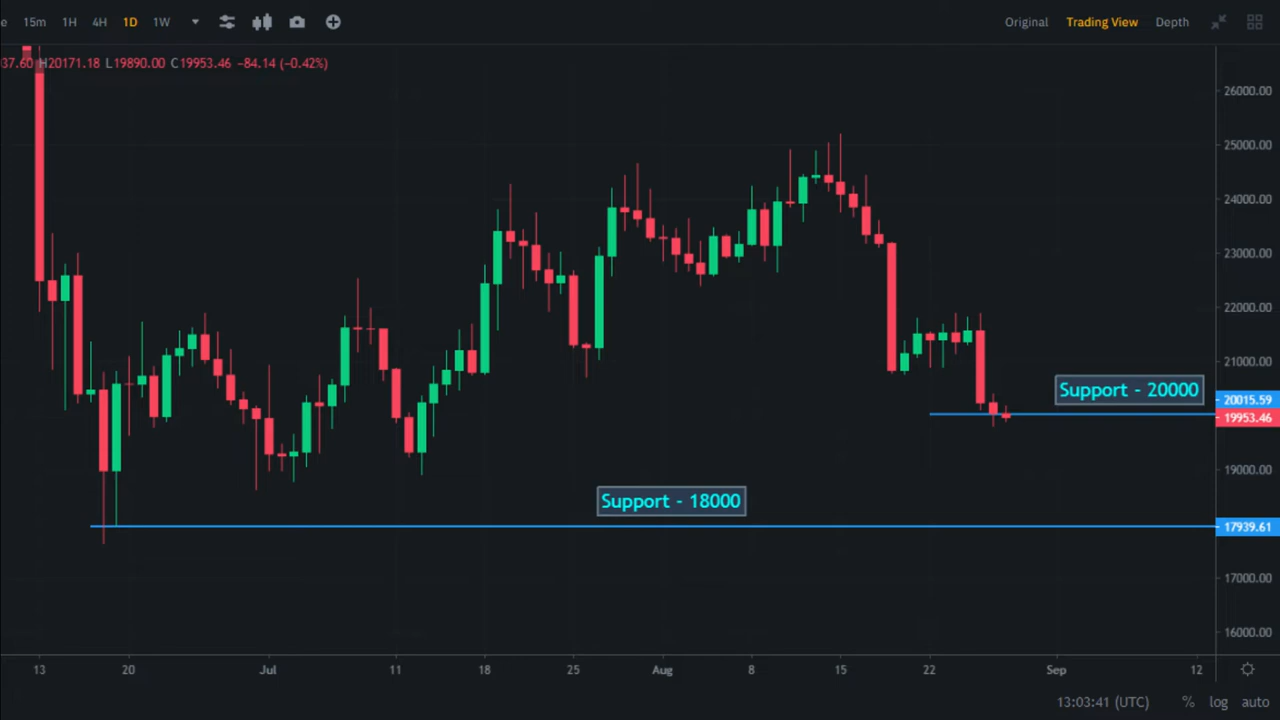 e 15m 1H 4H 1D 1W Original Trading View Depth
37.60 H20171.18 L19890.00 C19953.46 −84.14 (−0.42%)
26000.00
25000.00
24000.00
23000.00
22000.00
21000.00
Support - 20000
20015.59
19953.46
19000.00
Support - 18000
17939.61
17000.00
16000.00
13 20 Jul 11 18 25 Aug 8 15 22 Sep 12
13:03:41 (UTC) % log auto